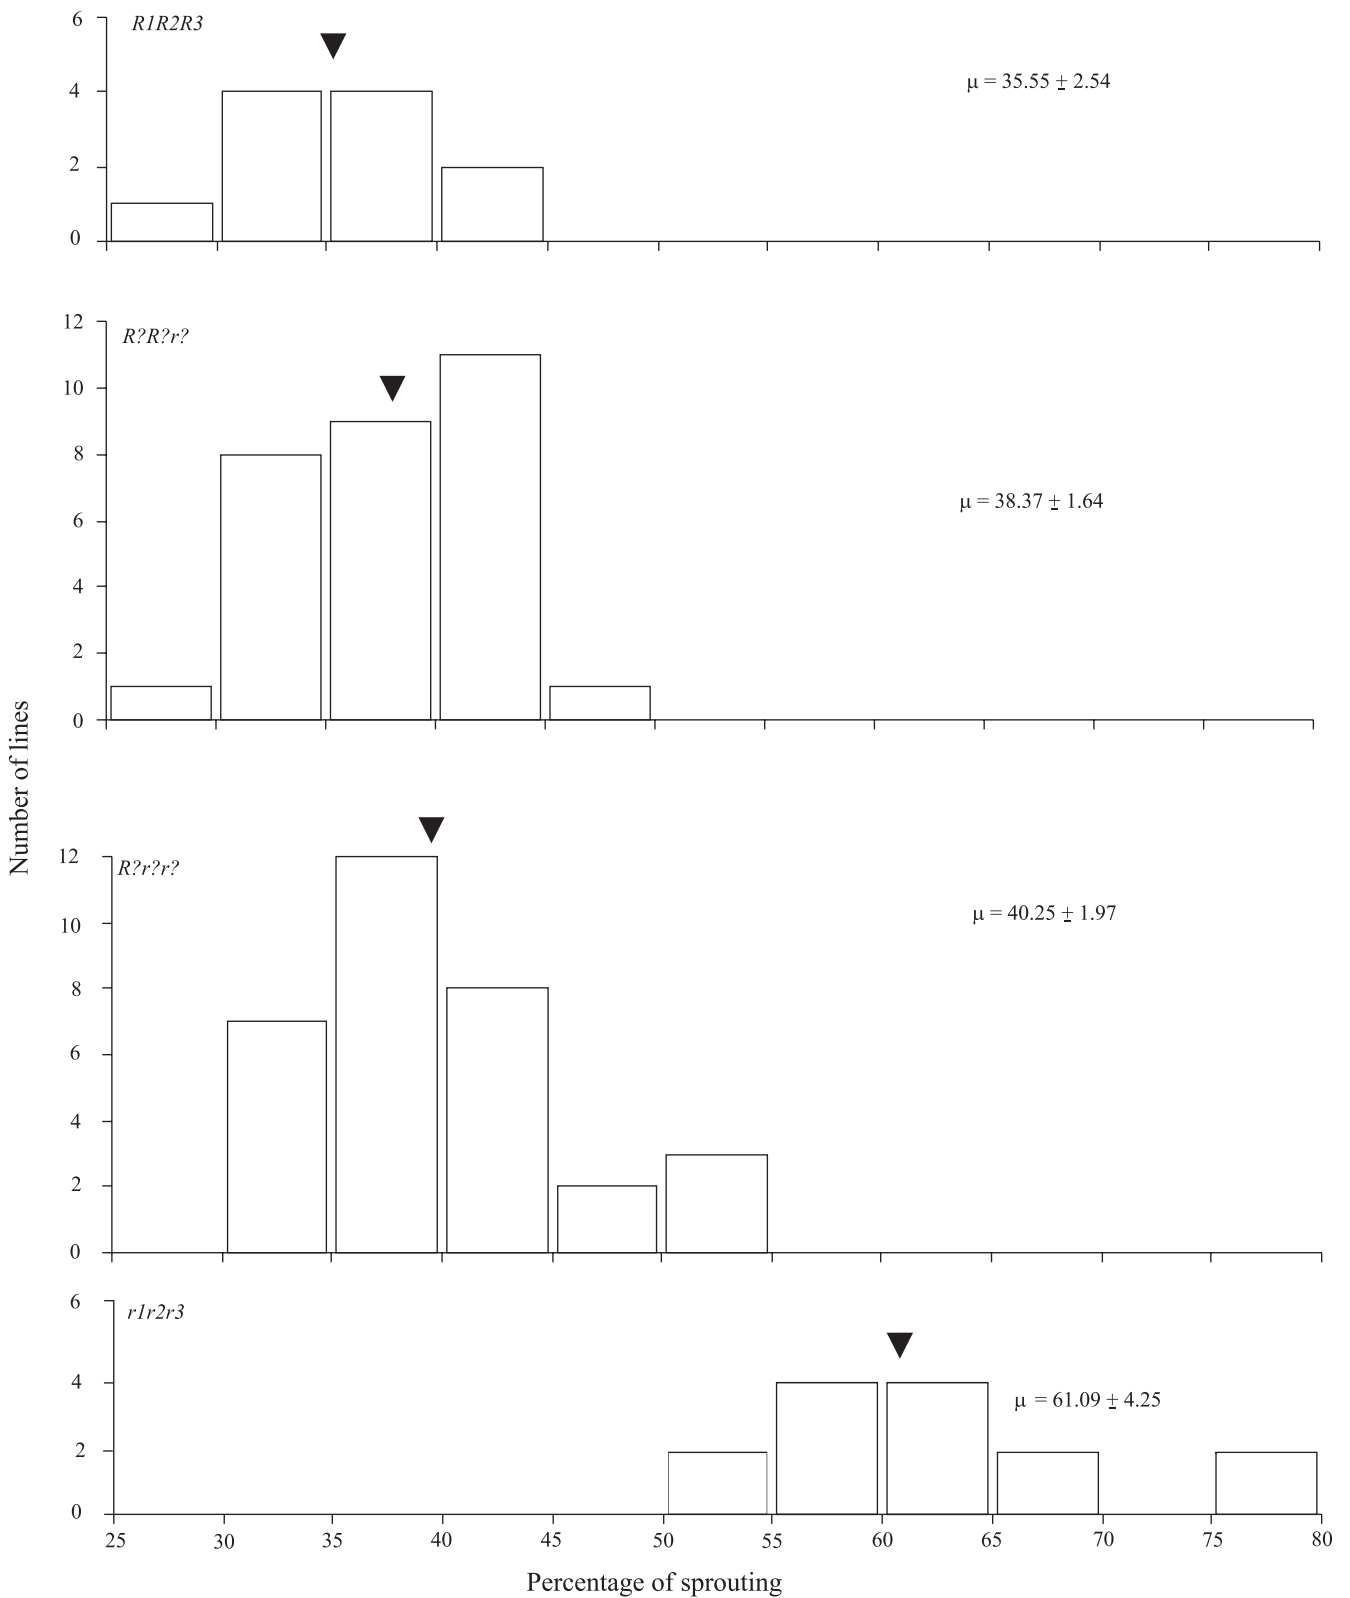 6
R1R2R3
4
μ = 35.55 ± 2.54
2
0
12
R?R?r?
10
8
6
μ = 38.37 ± 1.64
4
2
0
Number of lines
12
R?r?r?
10
μ = 40.25 ± 1.97
8
6
4
2
0
6
r1r2r3
4
μ = 61.09 ± 4.25
2
0
25 30 35 40 45 50 55 60 65 70 75 80
Percentage of sprouting